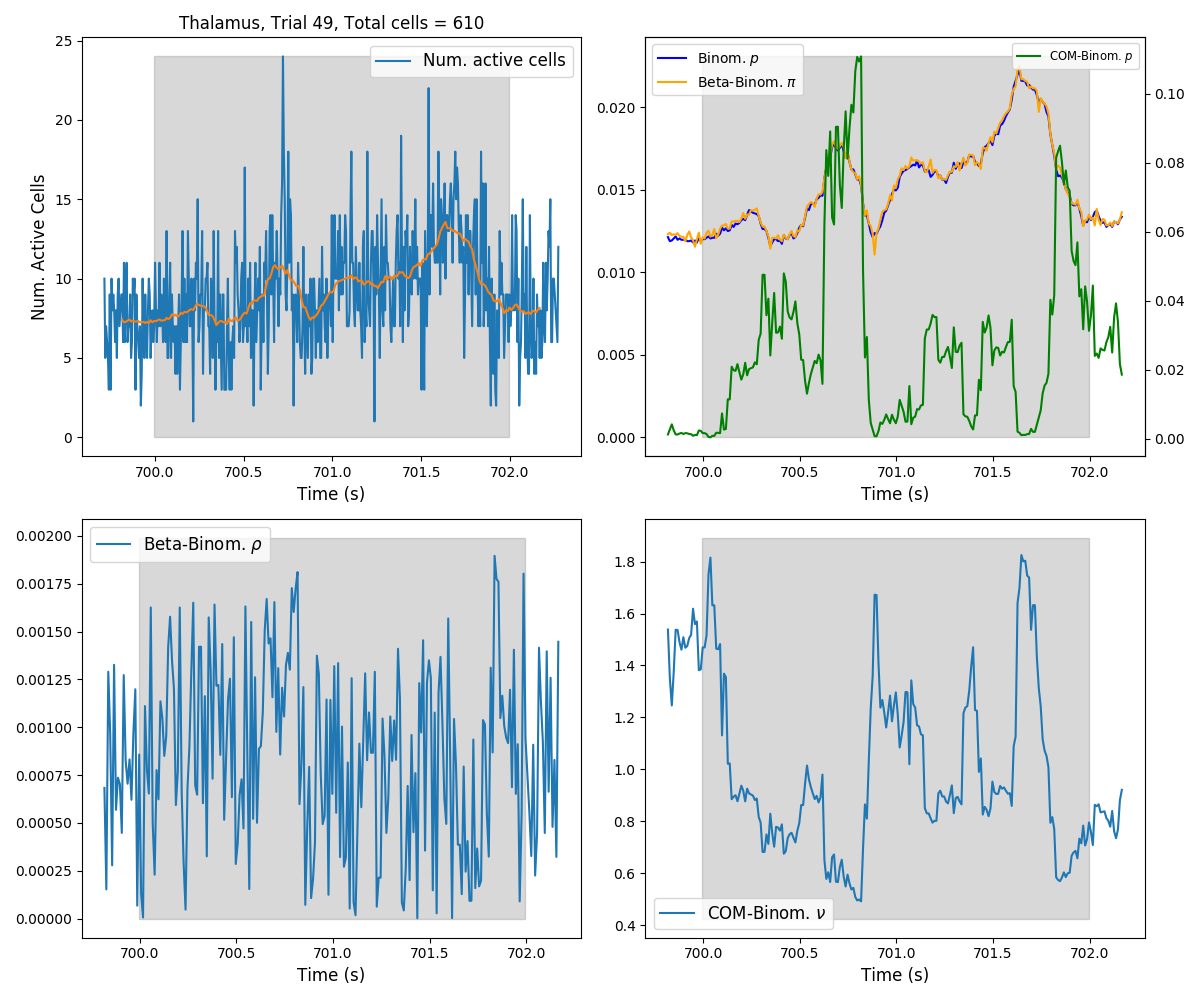 Thalamus, Trial 49, Total cells = 610
25
20
15
10
5
0
Num. Active Cells
Num. active cells
700.0 700.5 701.0 701.5 702.0
Time (s)
Binom. p
Beta-Binom. π
COM-Binom. p
0.020
0.015
0.010
0.005
0.000
0.10
0.08
0.06
0.04
0.02
0.00
700.0 700.5 701.0 701.5 702.0
Time (s)
Beta-Binom. ρ
0.00200
0.00175
0.00150
0.00125
0.00100
0.00075
0.00050
0.00025
0.00000
700.0 700.5 701.0 701.5 702.0
Time (s)
1.8
1.6
1.4
1.2
1.0
0.8
0.6
0.4
COM-Binom. ν
700.0 700.5 701.0 701.5 702.0
Time (s)